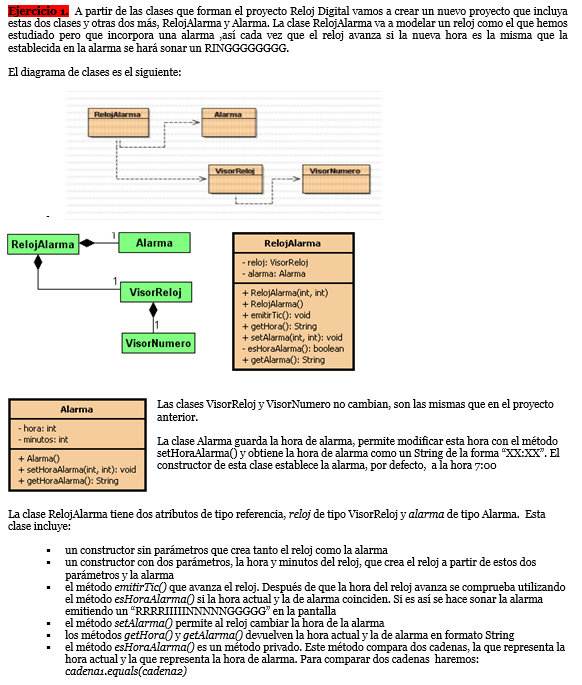 Ejercicio 1. A partir de las clases que forman el proyecto Reloj Digital vamos a crear un nuevo proyecto que incluya
estas dos clases y otras dos más, RelojAlarma y Alarma. La clase RelojAlarma va a modelar un reloj como el que hemos
estudiado pero que incorpora una alarma ,así cada vez que el reloj avanza si la nueva hora es la misma que la
establecida en la alarma se hará sonar un RINGGGGGGGG.
El diagrama de clases es el siguiente:
RelojAlarma
Alarma
VisorReloj
VisorNumero
-
RelojAlarma
1
Alarma
1
VisorReloj
1
VisorNumero
RelojAlarma
- reloj: VisorReloj
- alarma: Alarma
+ RelojAlarma(int, int)
+ RelojAlarma()
+ emitirTic(): void
+ getHora(): String
+ setAlarma(int, int): void
- esHoraAlarma(): boolean
+ getAlarma(): String
Alarma
- hora: int
- minutos: int
+ Alarma()
+ setHoraAlarma(int, int): void
+ getHoraAlarma(): String
Las clases VisorReloj y VisorNumero no cambian, son las mismas que en el proyecto
anterior.
La clase Alarma guarda la hora de alarma, permite modificar esta hora con el método
setHoraAlarma() y obtiene la hora de alarma como un String de la forma “XX:XX”. El
constructor de esta clase establece la alarma, por defecto, a la hora 7:00
La clase RelojAlarma tiene dos atributos de tipo referencia, reloj de tipo VisorReloj y alarma de tipo Alarma. Esta
clase incluye:
▪ un constructor sin parámetros que crea tanto el reloj como la alarma
▪ un constructor con dos parámetros, la hora y minutos del reloj, que crea el reloj a partir de estos dos
parámetros y la alarma
▪ el método emitirTic() que avanza el reloj. Después de que la hora del reloj avanza se comprueba utilizando
el método esHoraAlarma() si la hora actual y la de alarma coinciden. Si es así se hace sonar la alarma
emitiendo un “RRRRIIIIINNNNNGGGGG” en la pantalla
▪ el método setAlarma() permite al reloj cambiar la hora de la alarma
▪ los métodos getHora() y getAlarma() devuelven la hora actual y la de alarma en formato String
▪ el método esHoraAlarma() es un método privado. Este método compara dos cadenas, la que representa la
hora actual y la que representa la hora de alarma. Para comparar dos cadenas haremos:
cadena1.equals(cadena2)